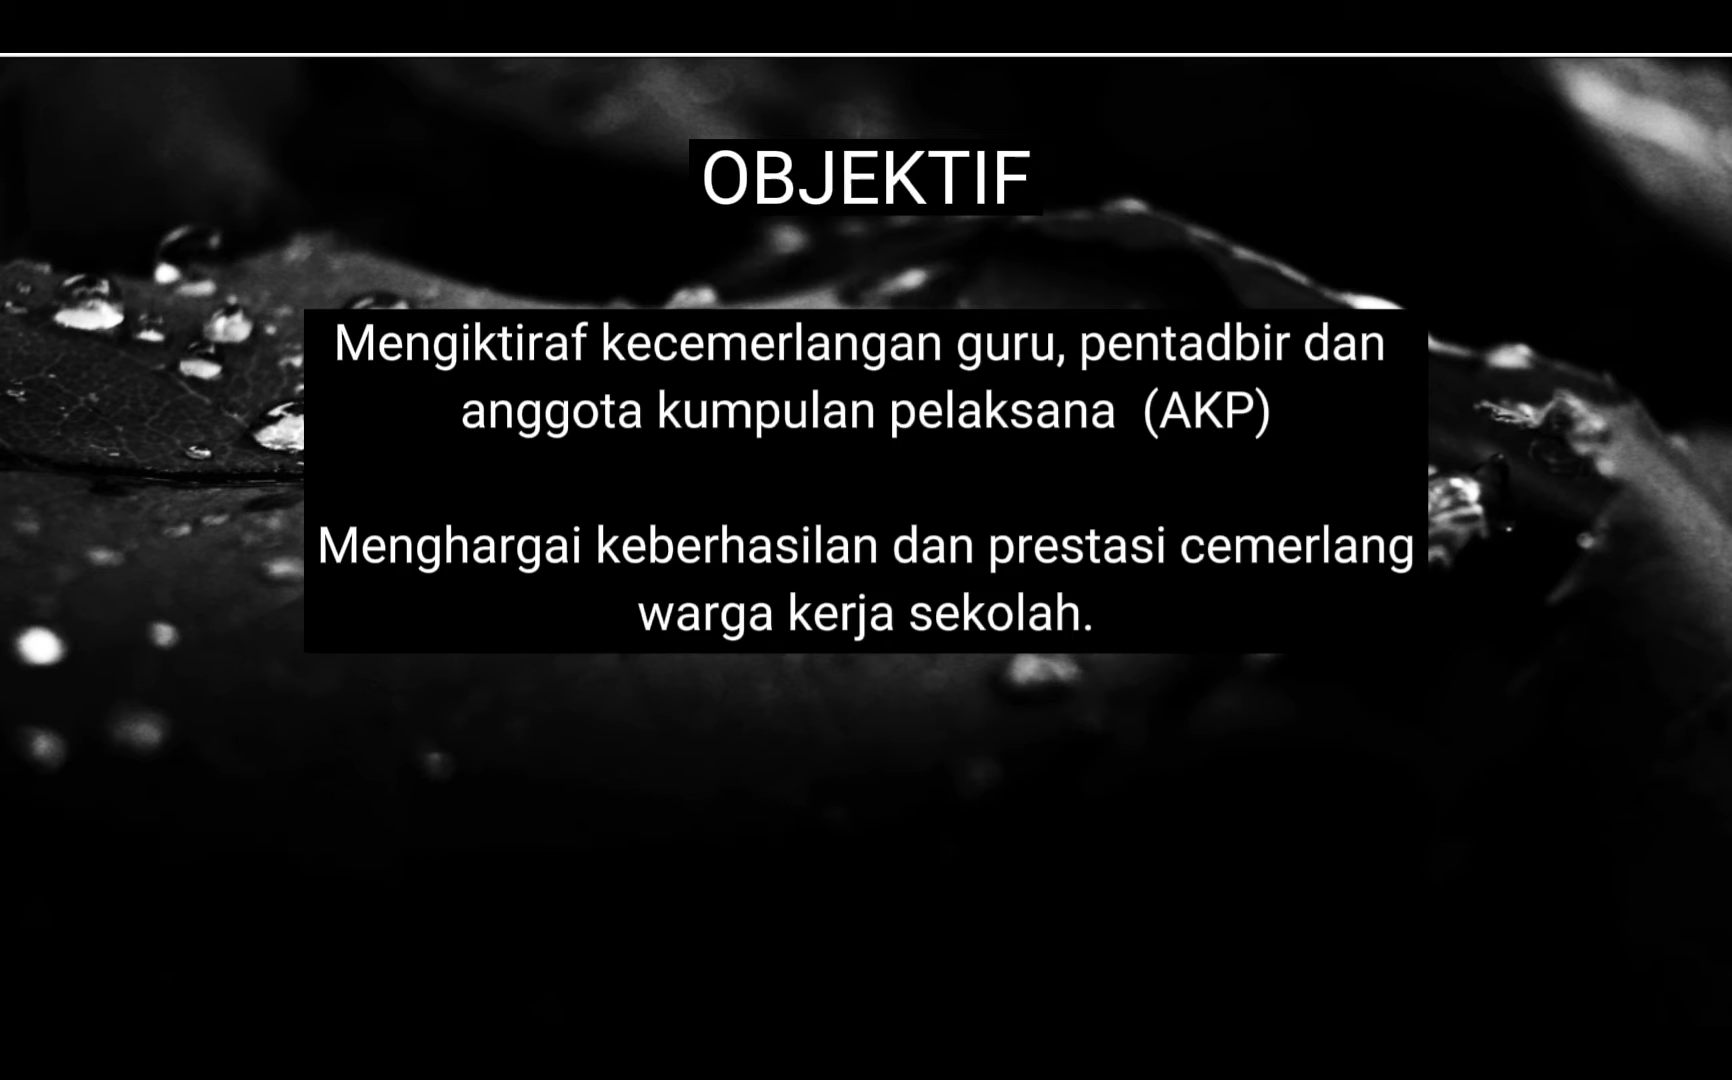 OBJEKTIF
Mengiktiraf kecemerlangan guru, pentadbir dan
anggota kumpulan pelaksana (AKP)
Menghargai keberhasilan dan prestasi cemerlang
warga kerja sekolah.